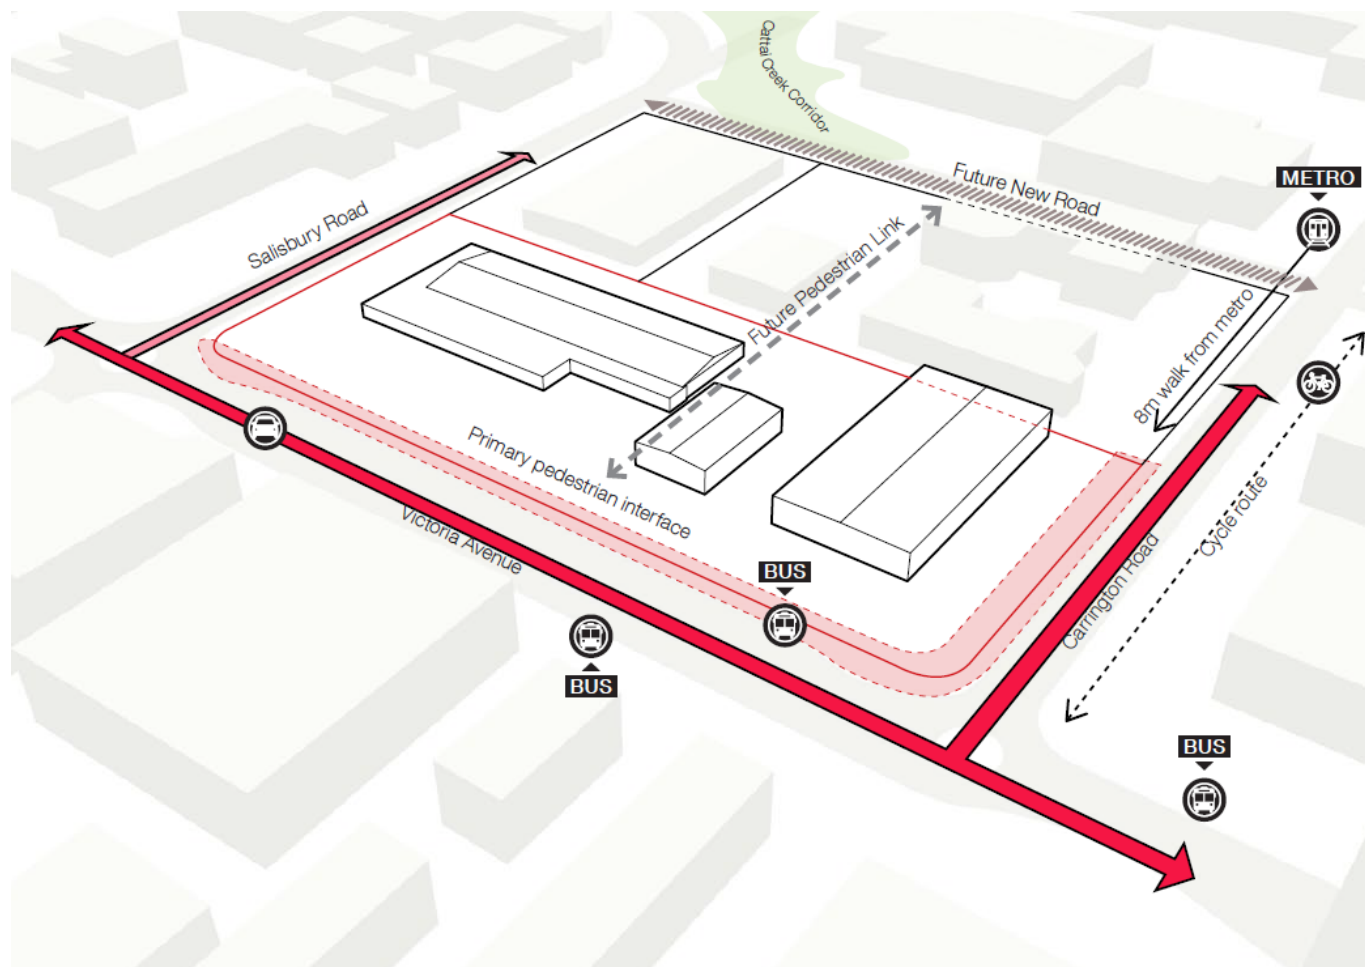 Cattai Creek Corridor
Future New Road
METRO
Salisbury Road
Future Pedestrian Link
8m walk from metro
Primary pedestrian interface
Victoria Avenue
Cycle route
Carrington Road
BUS
BUS
BUS